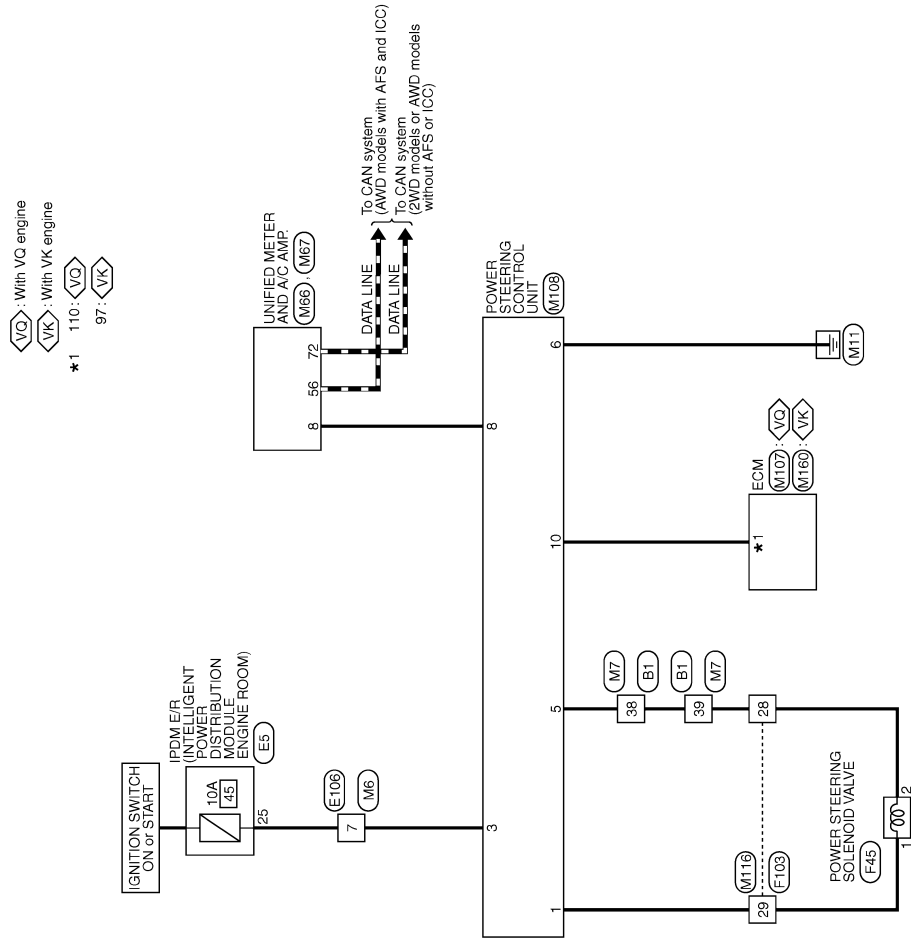 VQ : With VQ engine
VK : With VK engine
*1 110 : VQ
97 : VK
IGNITION SWITCH
ON or START
10A
45
IPDM E/R
(INTELLIGENT
POWER
DISTRIBUTION
MODULE
ENGINE ROOM)
E5
25
E106
7
M6
3
UNIFIED METER
AND A/C AMP.
M66 , M67
8
56
72
DATA LINE
DATA LINE
To CAN system
(AWD models with AFS and ICC)
To CAN system
(2WD models or AWD models
without AFS or ICC)
8
POWER
STEERING
CONTROL
UNIT
M108
1
5
10
6
M7
38
B1
B1
39
M7
28
M116
29
F103
ECM
M107 : VQ
M160 : VK
*1
M11
POWER STEERING
SOLENOID VALVE
F45
1
2